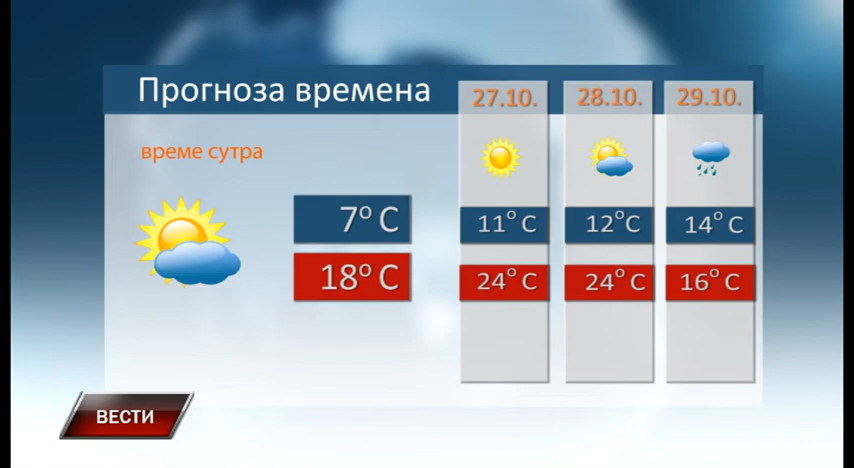 Прогноза времена
27.10.
28.10.
29.10.
време сутра
7° C
11° C
12°C
14° C
18° C
24° C
24° C
16° C
ВЕСТИ